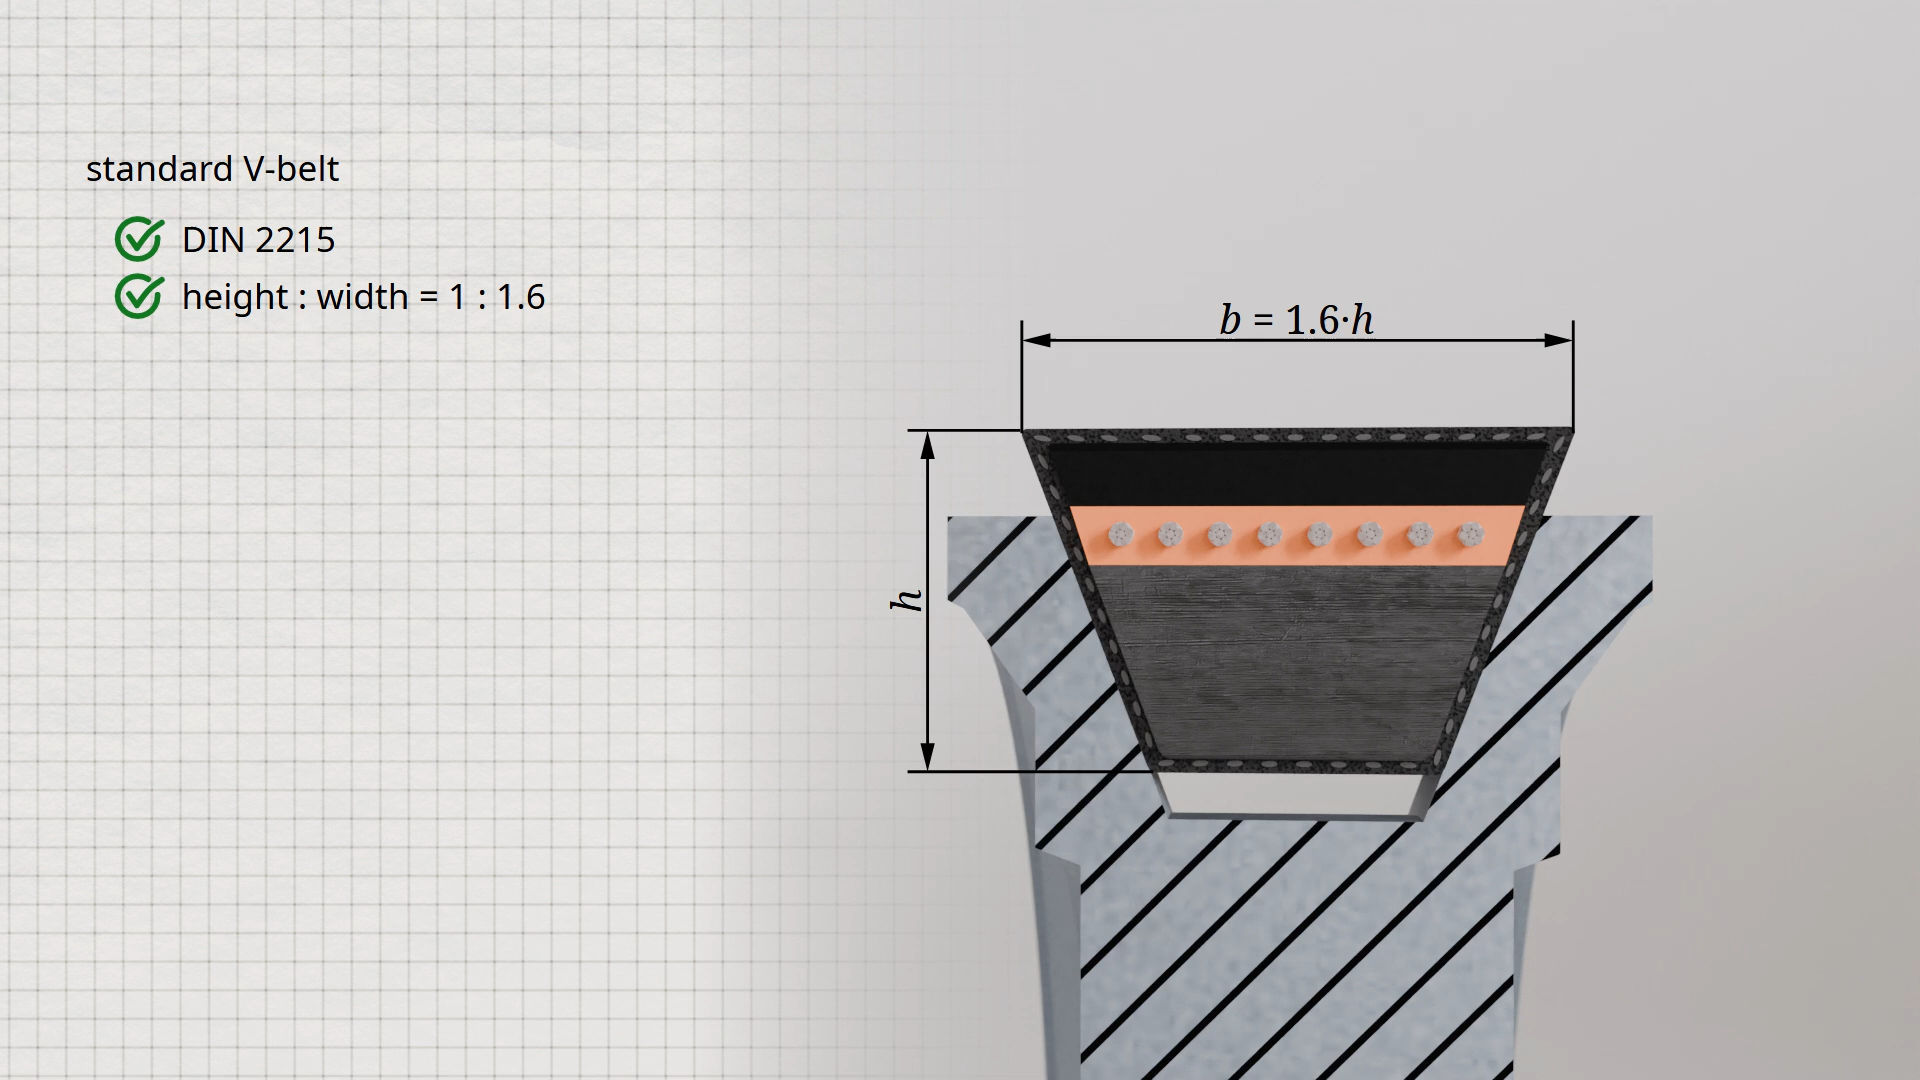 standard V-belt
DIN 2215
height : width = 1 : 1.6
b = 1.6·h
h